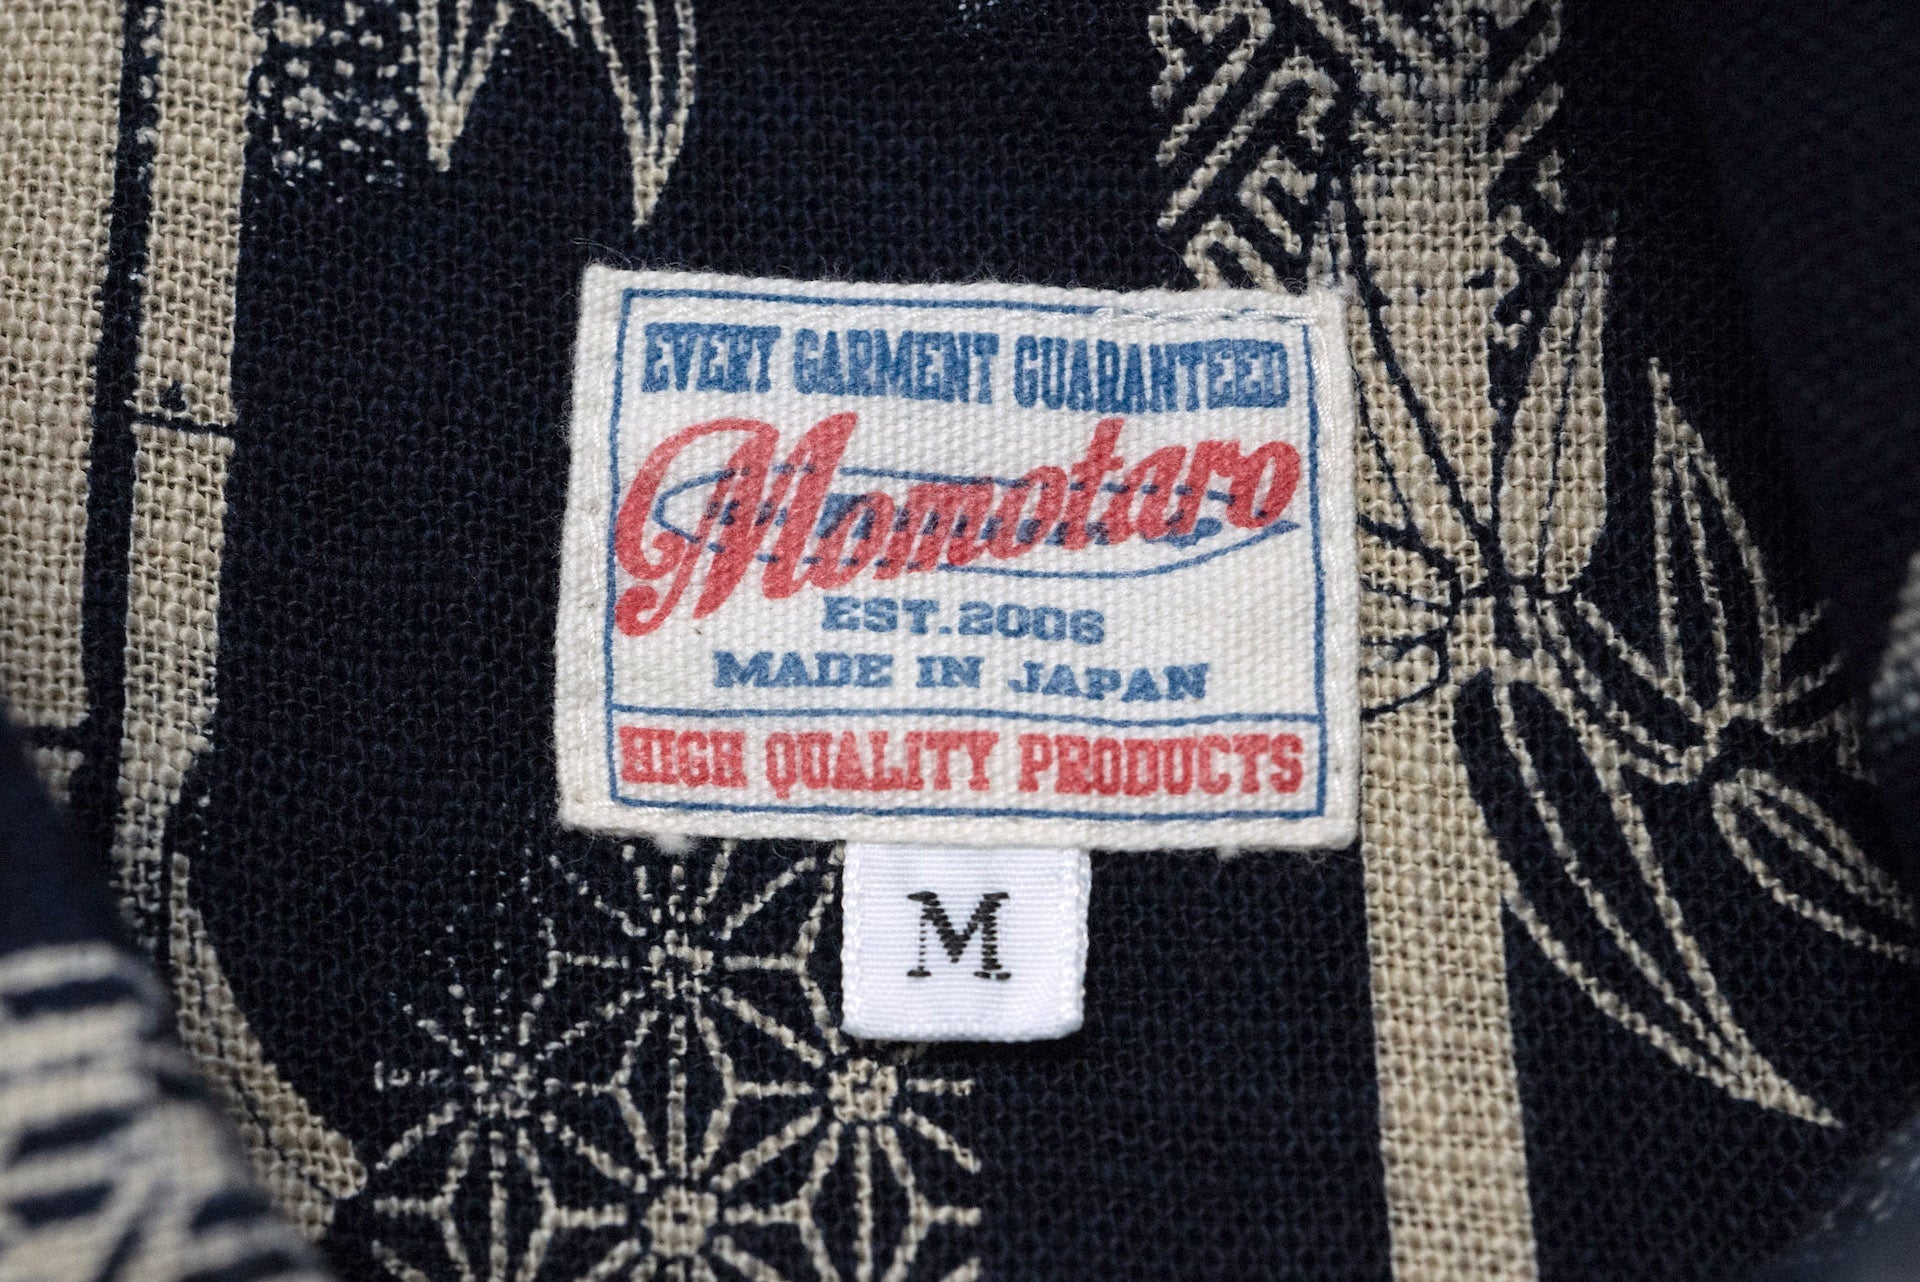 EVERY GARMENT GUARANTEED
Momotaro
EST.2006
MADE IN JAPAN
HIGH QUALITY PRODUCTS
M